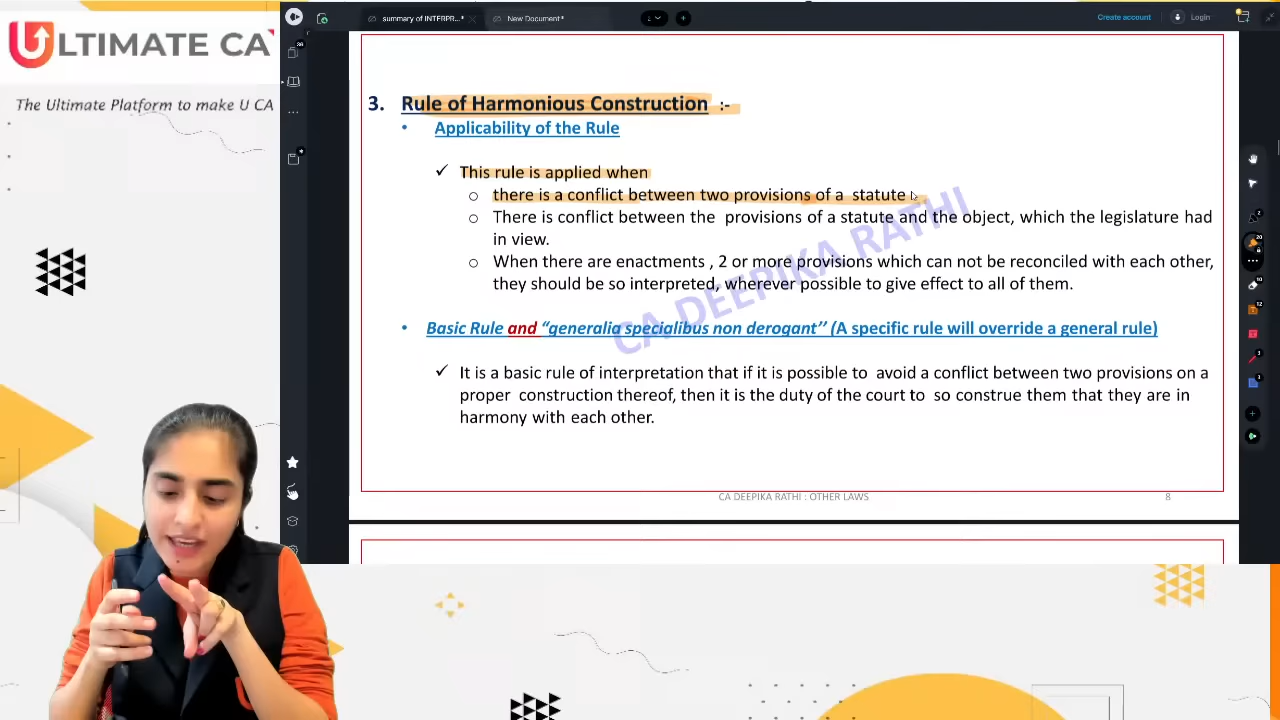 ULTIMATE CA
The Ultimate Platform to make U CA
summary of INTERPR...*
New Document*
Create account
Login
3. Rule of Harmonious Construction :-
• Applicability of the Rule
✓ This rule is applied when
o there is a conflict between two provisions of a statute
o There is conflict between the provisions of a statute and the object, which the legislature had
in view.
o When there are enactments , 2 or more provisions which can not be reconciled with each other,
they should be so interpreted, wherever possible to give effect to all of them.
CA DEEPIKA RATHI
• Basic Rule and “generalia specialibus non derogant” (A specific rule will override a general rule)
✓ It is a basic rule of interpretation that if it is possible to avoid a conflict between two provisions on a
proper construction thereof, then it is the duty of the court to so construe them that they are in
harmony with each other.
CA DEEPIKA RATHI : OTHER LAWS
8